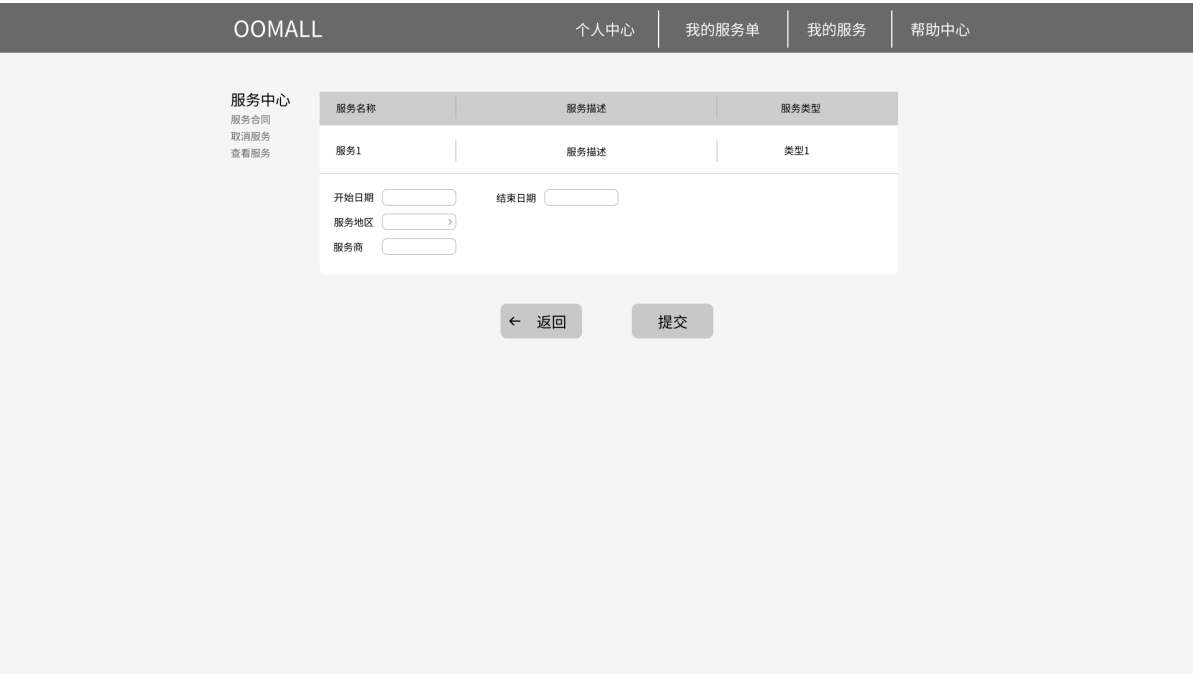 OOMALL 个人中心 我的服务单 我的服务 帮助中心
服务中心
服务合同
取消服务
查看服务
服务名称 服务描述 服务类型
服务1 服务描述 类型1
开始日期 结束日期
服务地区 >
服务商
← 返回 提交